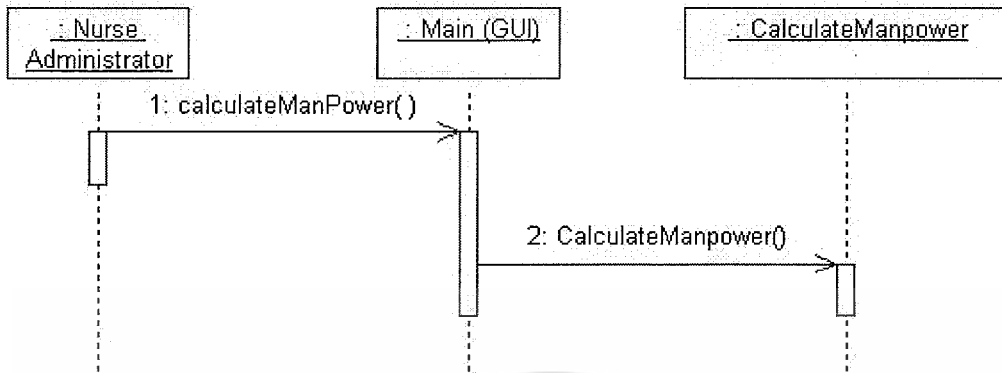 : Nurse
Administrator
: Main (GUI)
: CalculateManpower
1: calculateManPower( )
2: CalculateManpower()